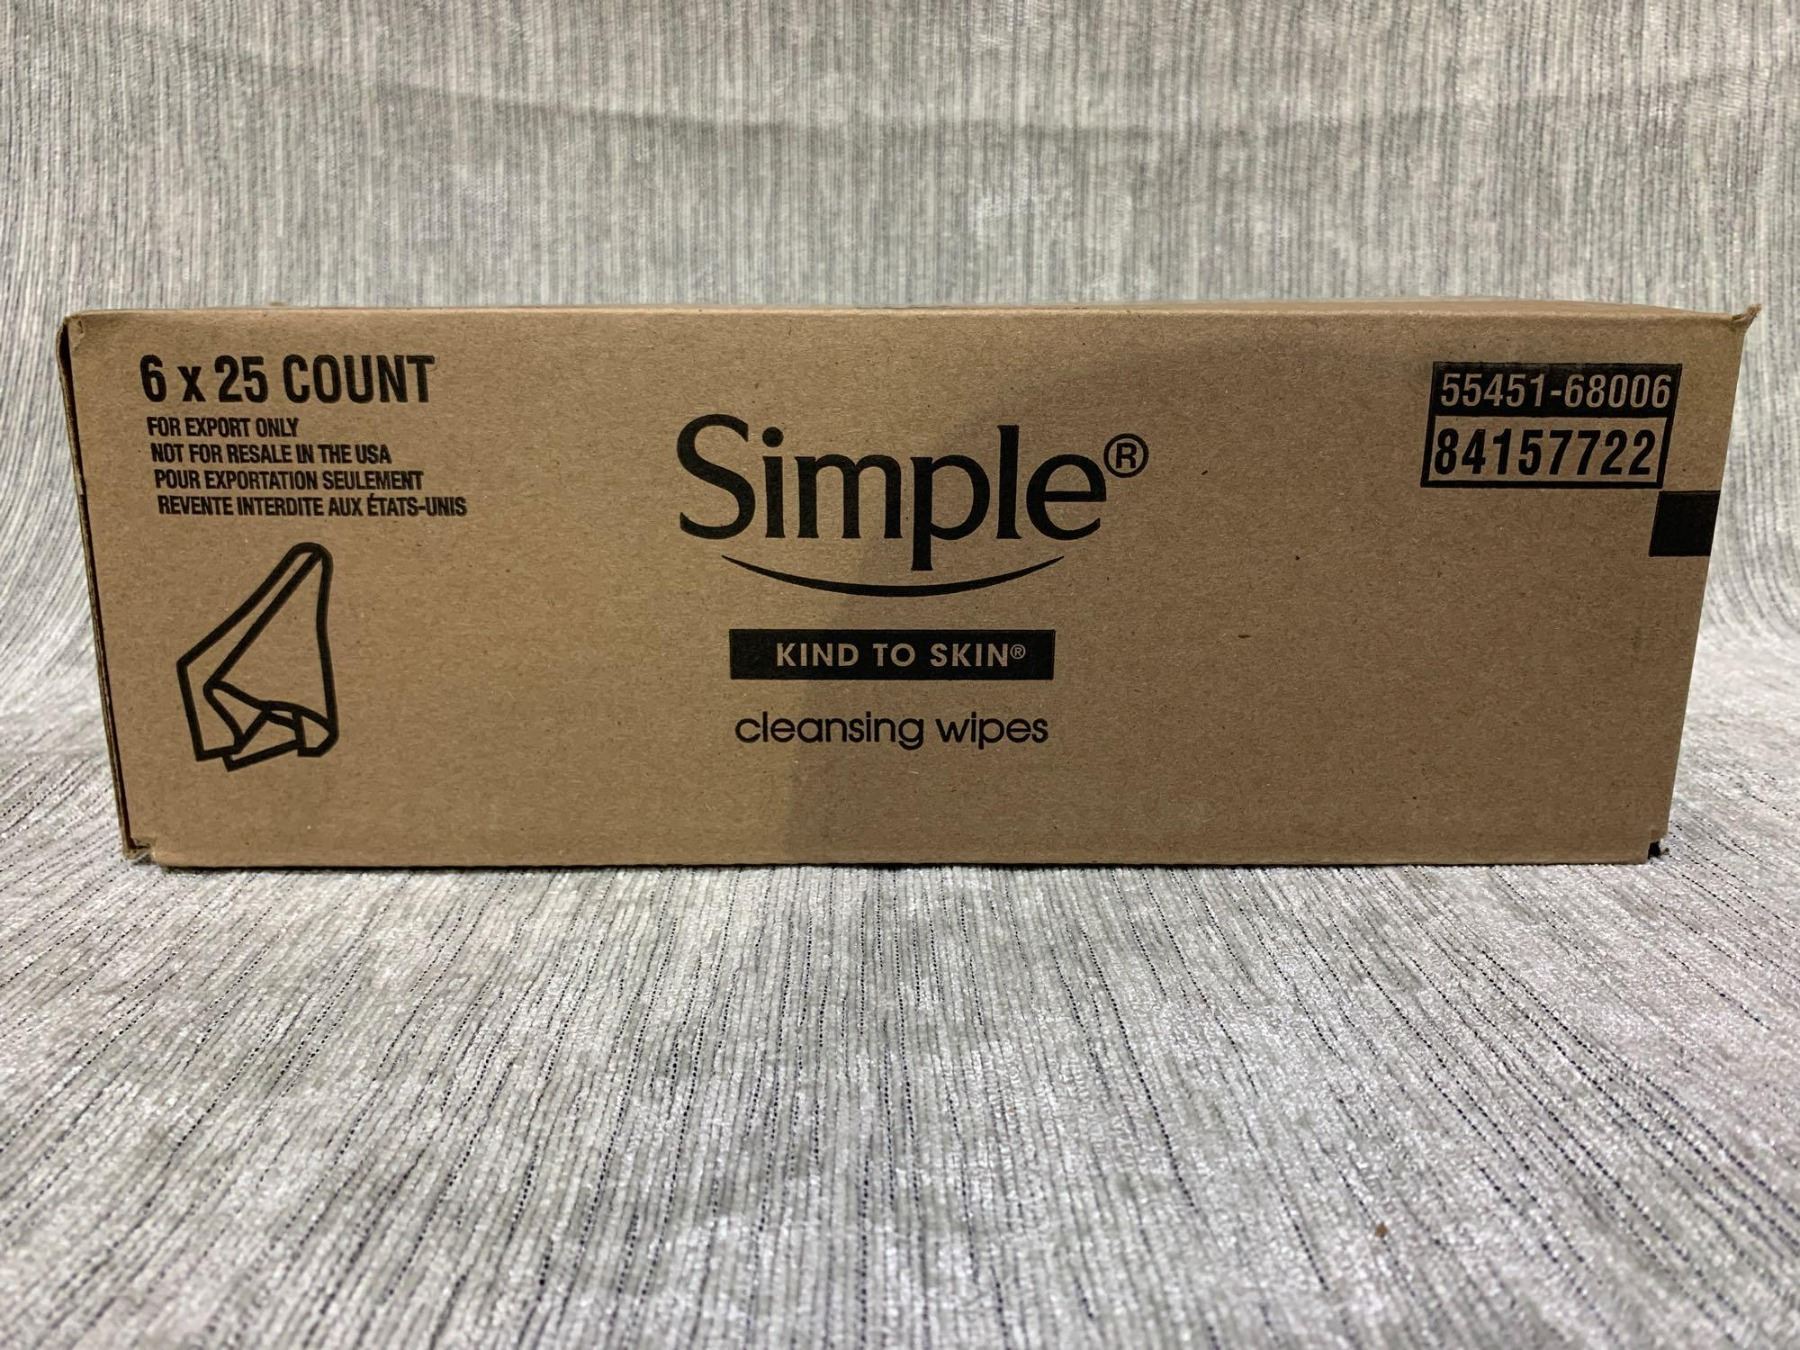 6 x 25 COUNT
FOR EXPORT ONLY
NOT FOR RESALE IN THE USA
POUR EXPORTATION SEULEMENT
REVENTE INTERDITE AUX ÉTATS-UNIS
Simple®
KIND TO SKIN®
cleansing wipes
55451-68006
84157722